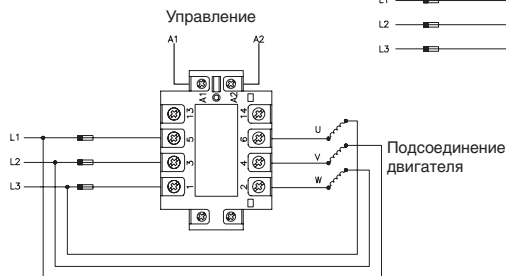 Управление
A1 A2
L1
L2
L3
A1 A2
13 14
L1 5 6 U
L2 3 4 V
L3 1 2 W
Подсоединение
двигателя